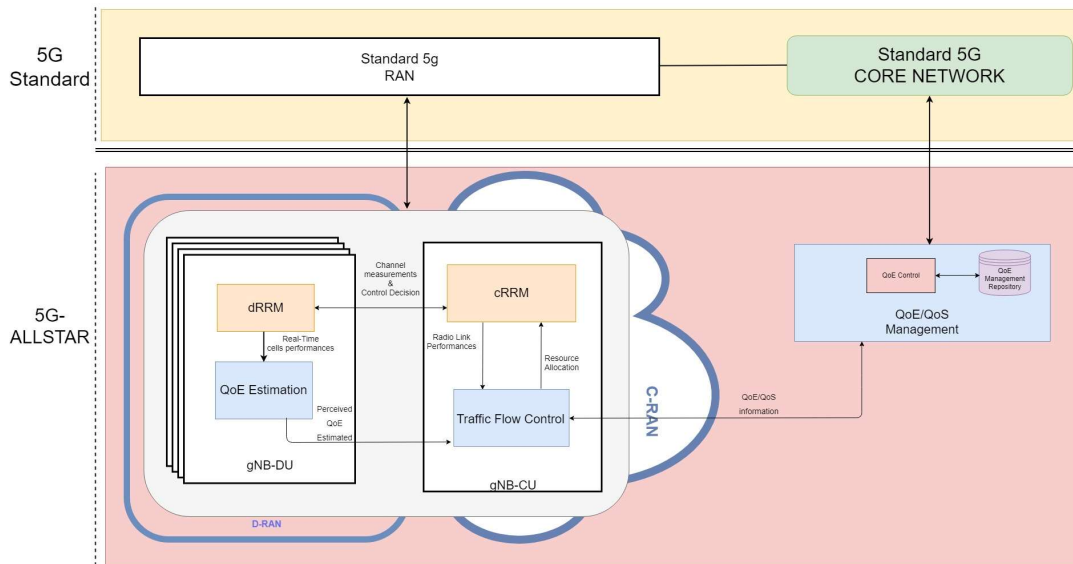 5G
Standard
Standard 5g
RAN
Standard 5G
CORE NETWORK
5G-
ALLSTAR
dRRM
Real-Time
cells performances
QoE Estimation
Perceived
QoE
Estimated
gNB-DU
D-RAN
Channel
measurements
&
Control Decision
cRRM
Radio Link
Performances
Resource
Allocation
Traffic Flow Control
gNB-CU
C-RAN
QoE/QoS
information
QoE Control
QoE
Management
Repository
QoE/QoS
Management